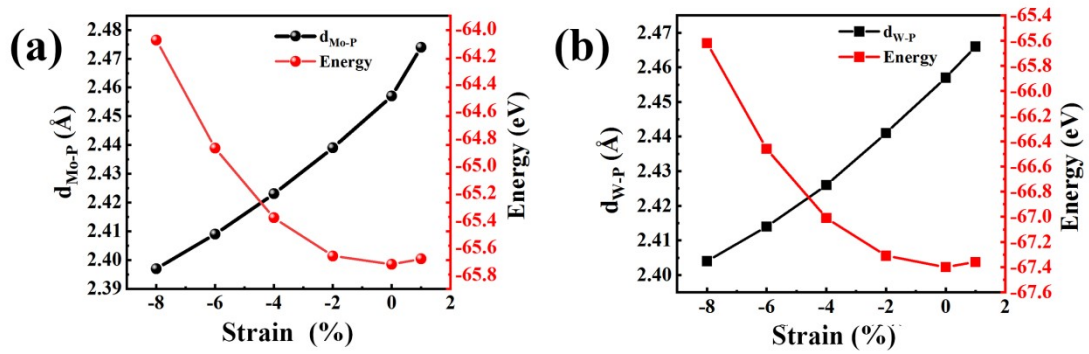 (a)
d_Mo-P
Energy
d_Mo-P (Å)
2.48
2.47
2.46
2.45
2.44
2.43
2.42
2.41
2.40
2.39
-64.0
-64.2
-64.4
-64.6
-64.8
-65.0
-65.2
-65.4
-65.6
-65.8
Energy (eV)
-8 -6 -4 -2 0 2
Strain (%)
(b)
d_W-P
Energy
d_W-P (Å)
2.47
2.46
2.45
2.44
2.43
2.42
2.41
2.40
-65.4
-65.6
-65.8
-66.0
-66.2
-66.4
-66.6
-66.8
-67.0
-67.2
-67.4
-67.6
Energy (eV)
-8 -6 -4 -2 0 2
Strain (%)